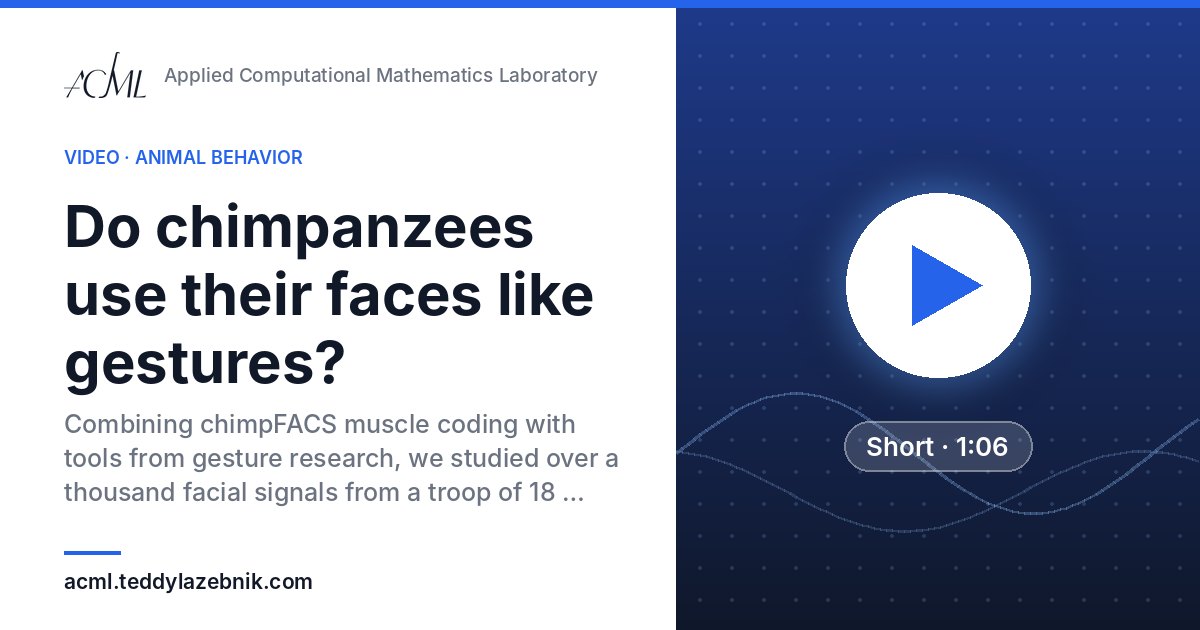 ACML Applied Computational Mathematics Laboratory
VIDEO · ANIMAL BEHAVIOR
Do chimpanzees
use their faces like
gestures?
Combining chimpFACS muscle coding with
tools from gesture research, we studied over a
thousand facial signals from a troop of 18 ...
acml.teddylazebnik.com
Short · 1:06